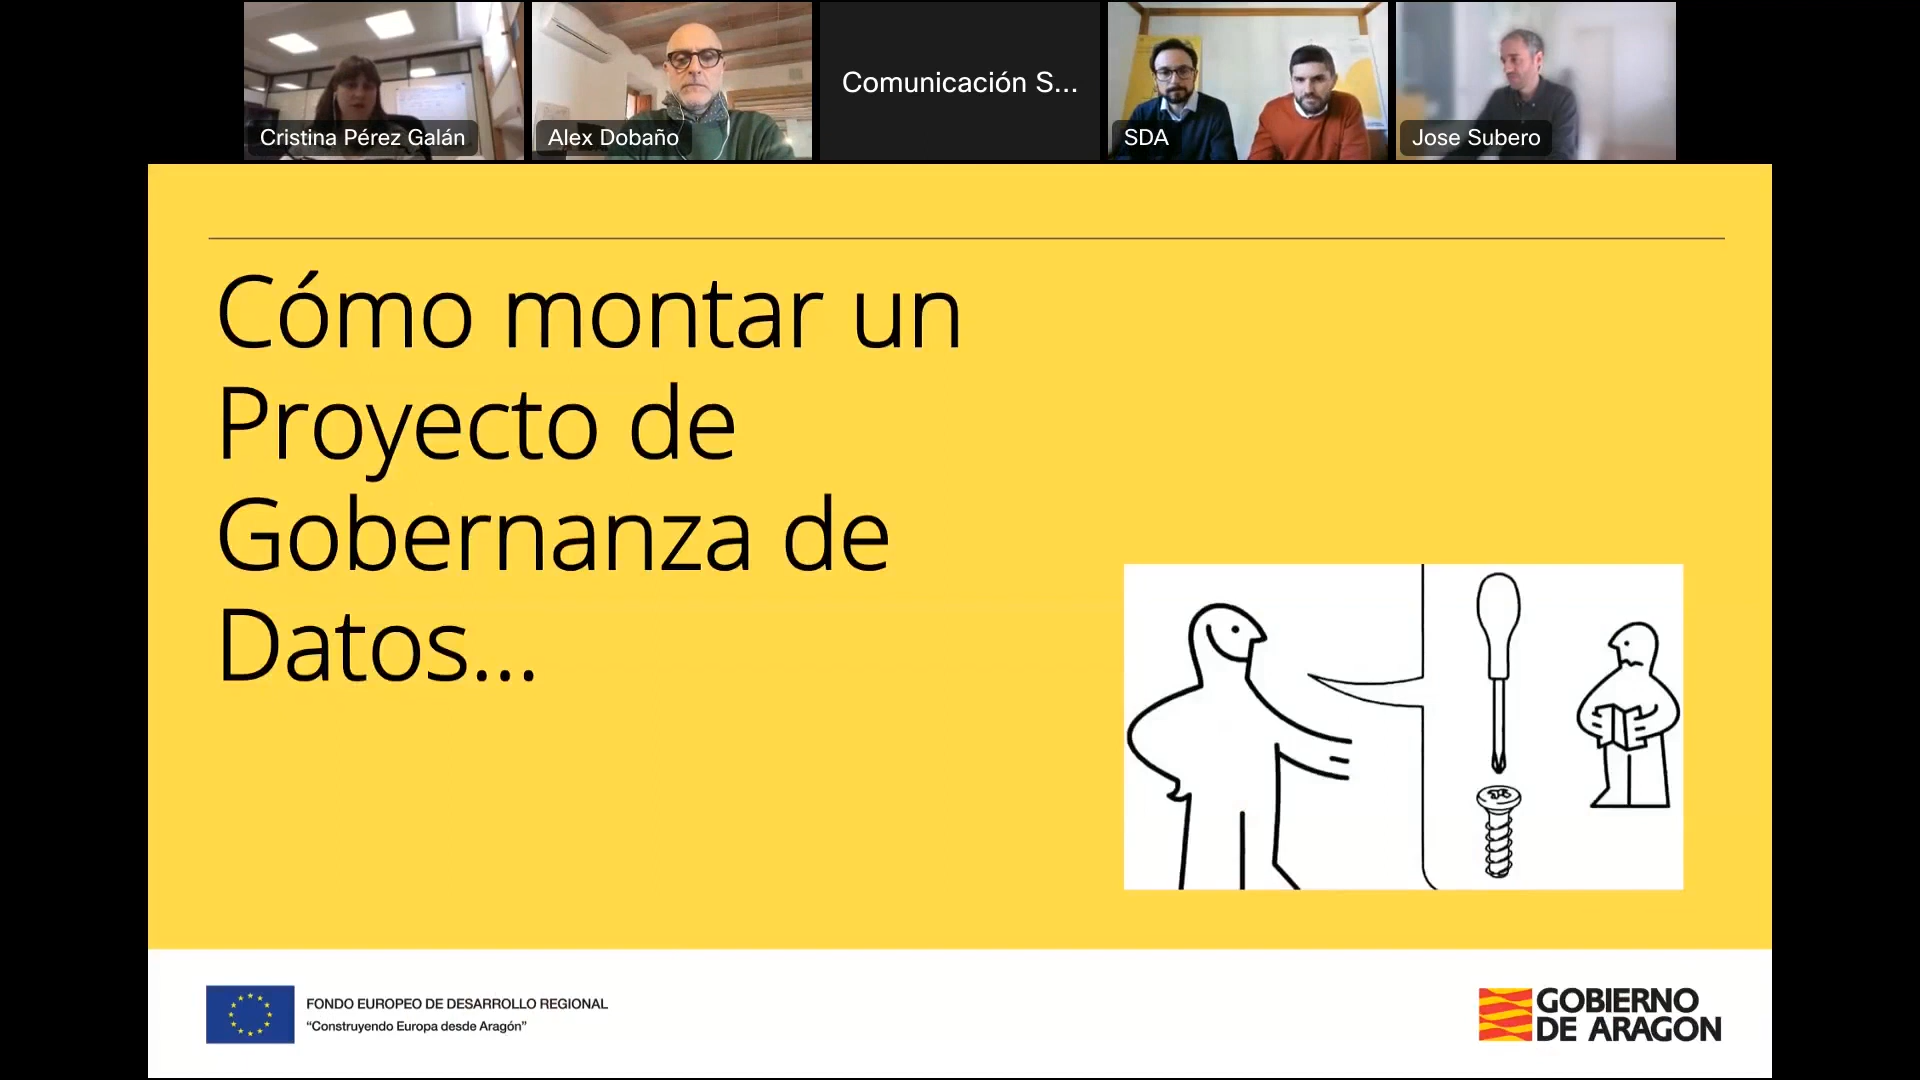 Cristina Pérez Galán
Alex Dobaño
Comunicación S...
SDA
Jose Subero
Cómo montar un
Proyecto de
Gobernanza de
Datos...
FONDO EUROPEO DE DESARROLLO REGIONAL
“Construyendo Europa desde Aragón”
GOBIERNO
DE ARAGON